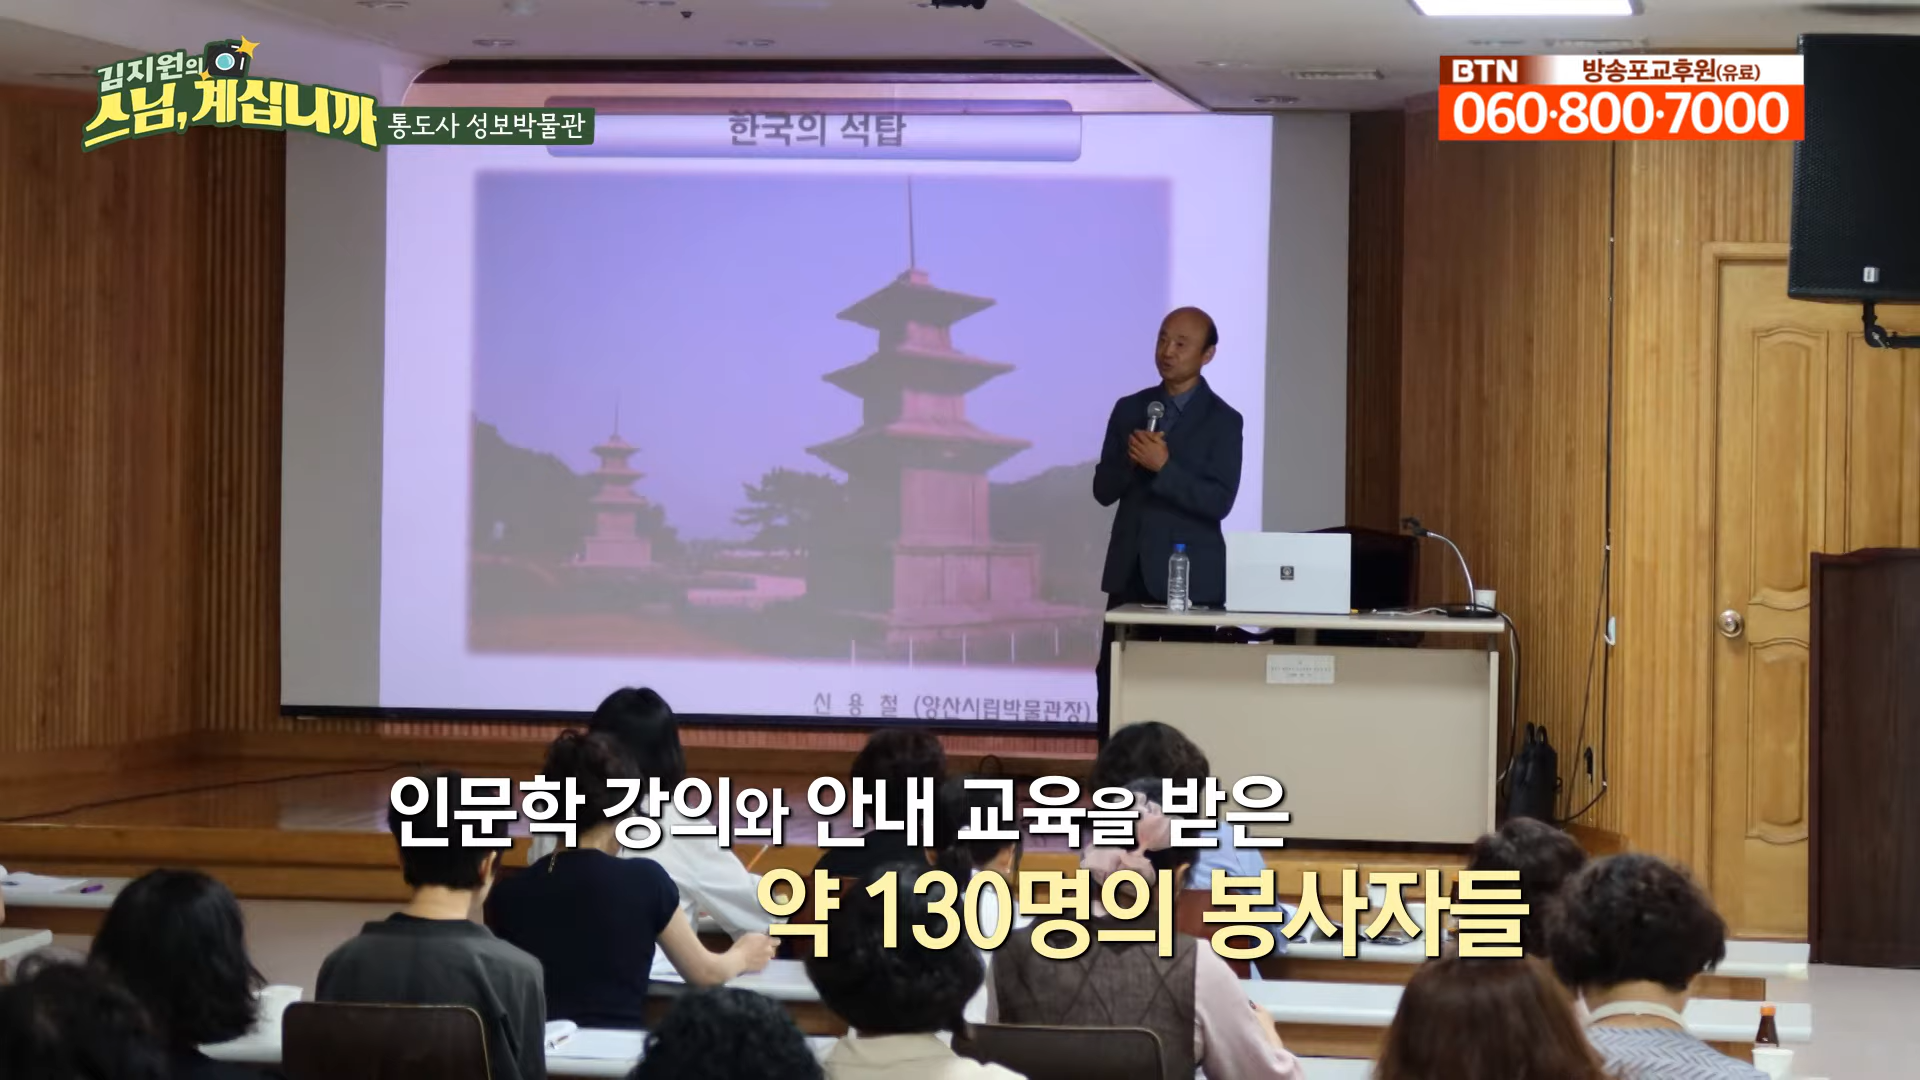 김지원의
스님, 계십니까
통도사 성보박물관
BTN 방송포교후원(유료)
060·800·7000
한국의 석탑
신 용 철 (양산시립박물관장)
인문학 강의와 안내 교육을 받은
약 130명의 봉사자들